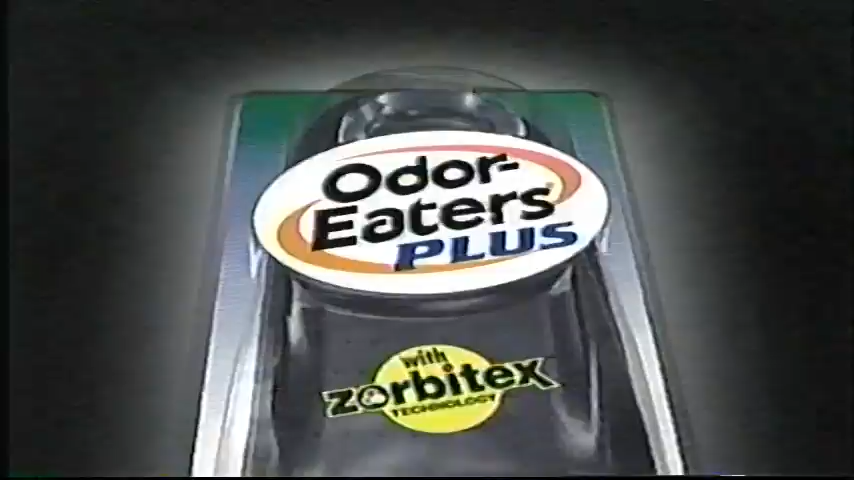 Odor-
Eaters®
PLUS
with
zorbitex
TECHNOLOGY